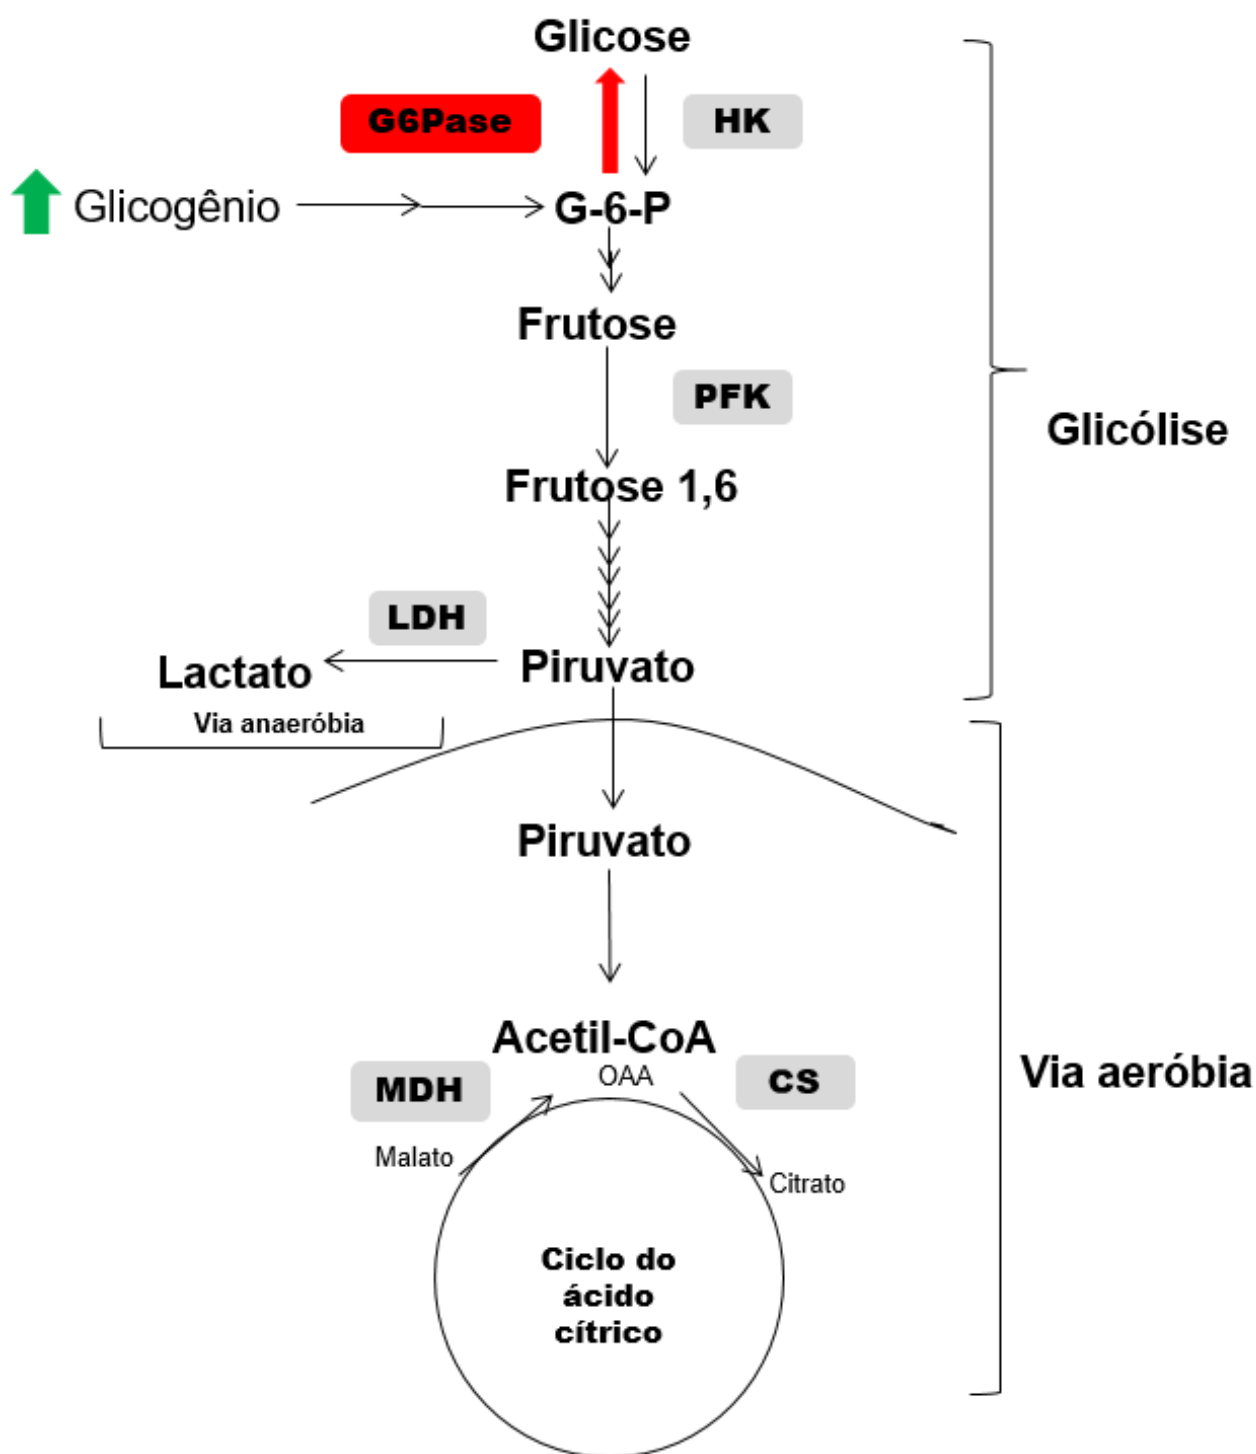 Glicose
G6Pase
HK
Glicogênio
G-6-P
Frutose
PFK
Glicólise
Frutose 1,6
LDH
Lactato
Piruvato
Via anaeróbia
Piruvato
Acetil-CoA
MDH
OAA
CS
Via aeróbia
Malato
Citrato
Ciclo do
ácido
cítrico